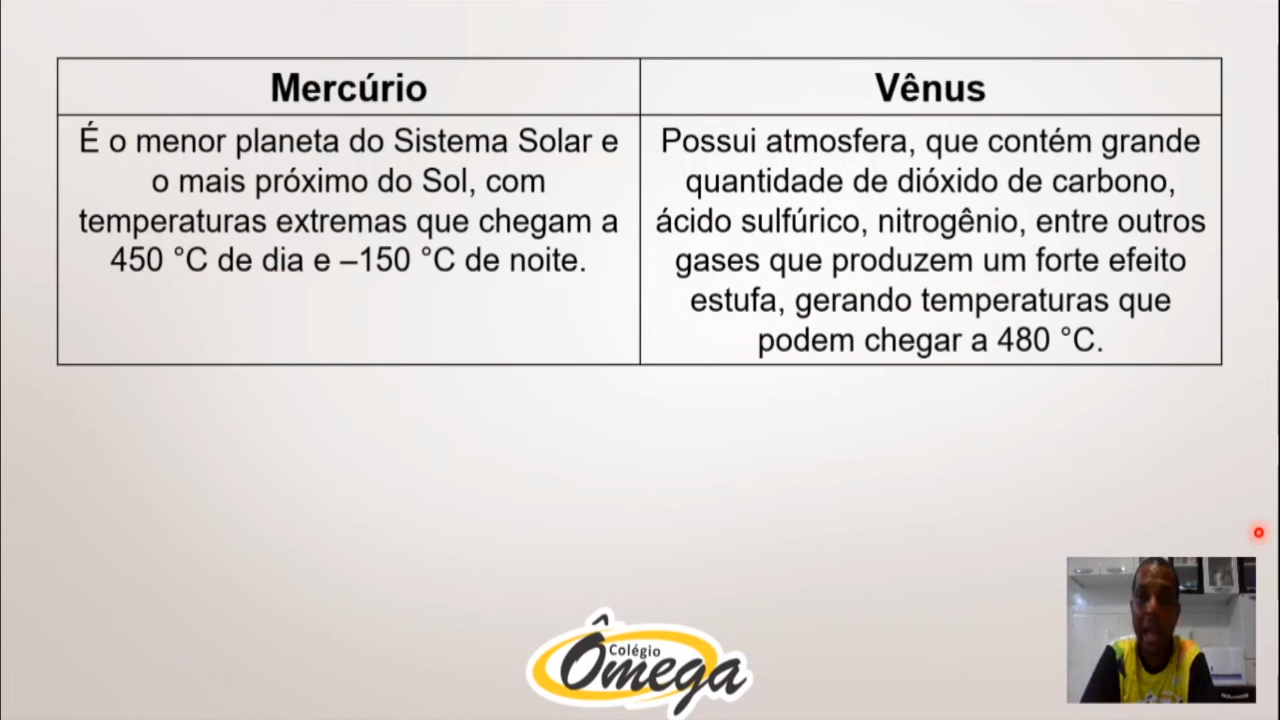 Mercúrio
É o menor planeta do Sistema Solar e
o mais próximo do Sol, com
temperaturas extremas que chegam a
450 °C de dia e –150 °C de noite.
Vênus
Possui atmosfera, que contém grande
quantidade de dióxido de carbono,
ácido sulfúrico, nitrogênio, entre outros
gases que produzem um forte efeito
estufa, gerando temperaturas que
podem chegar a 480 °C.
Colégio
Ômega